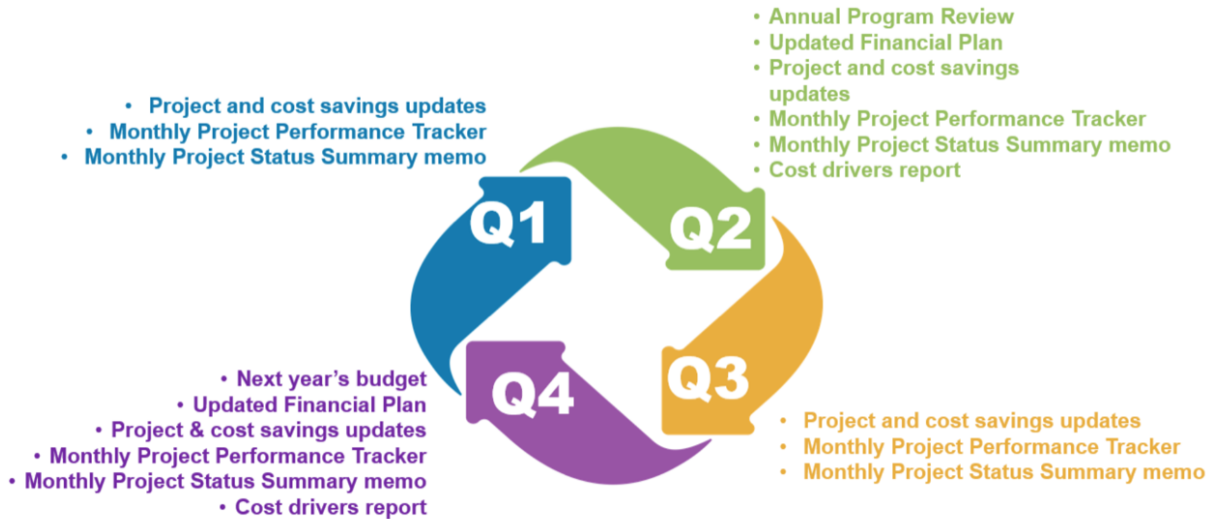 • Project and cost savings updates
• Monthly Project Performance Tracker
• Monthly Project Status Summary memo
Q1
• Annual Program Review
• Updated Financial Plan
• Project and cost savings
updates
• Monthly Project Performance Tracker
• Monthly Project Status Summary memo
• Cost drivers report
Q2
Q3
• Project and cost savings updates
• Monthly Project Performance Tracker
• Monthly Project Status Summary memo
Q4
• Next year’s budget
• Updated Financial Plan
• Project & cost savings updates
• Monthly Project Performance Tracker
• Monthly Project Status Summary memo
• Cost drivers report